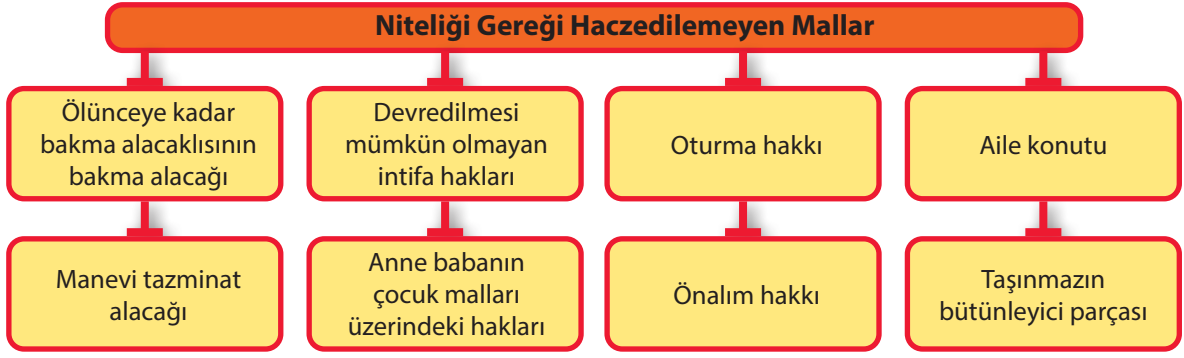 Niteliği Gereği Haczedilemeyen Mallar
Ölünceye kadar
bakma alacaklısının
bakma alacağı
Devredilmesi
mümkün olmayan
intifa hakları
Oturma hakkı
Aile konutu
Manevi tazminat
alacağı
Anne babanın
çocuk malları
üzerindeki hakları
Önalım hakkı
Taşınmazın
bütünleyici parçası